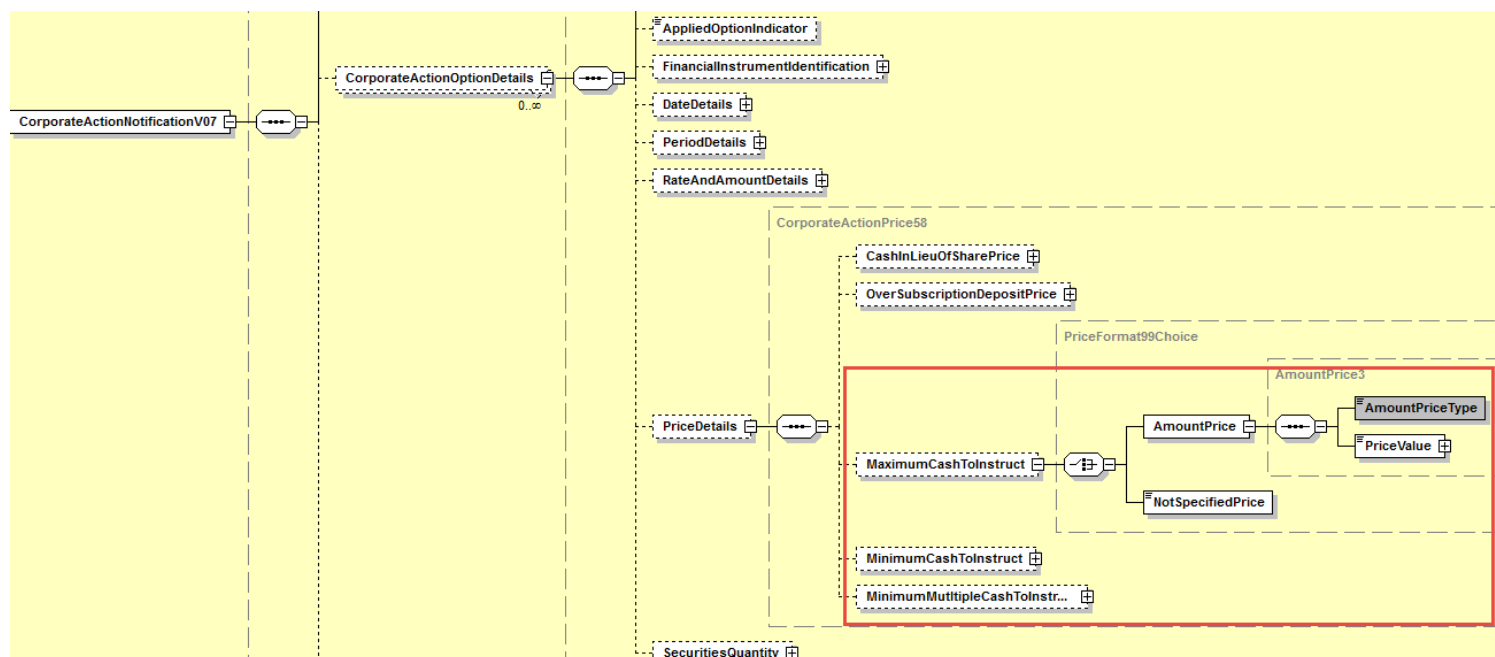 AppliedOptionIndicator
FinancialInstrumentIdentification
CorporateActionOptionDetails
0..∞
DateDetails
CorporateActionNotificationV07
PeriodDetails
RateAndAmountDetails
CorporateActionPrice58
CashInLieuOfSharePrice
OverSubscriptionDepositPrice
PriceFormat99Choice
AmountPrice3
AmountPriceType
PriceDetails
AmountPrice
PriceValue
MaximumCashToInstruct
NotSpecifiedPrice
MinimumCashToInstruct
MinimumMutltipleCashToInstr...
SecuritiesQuantity